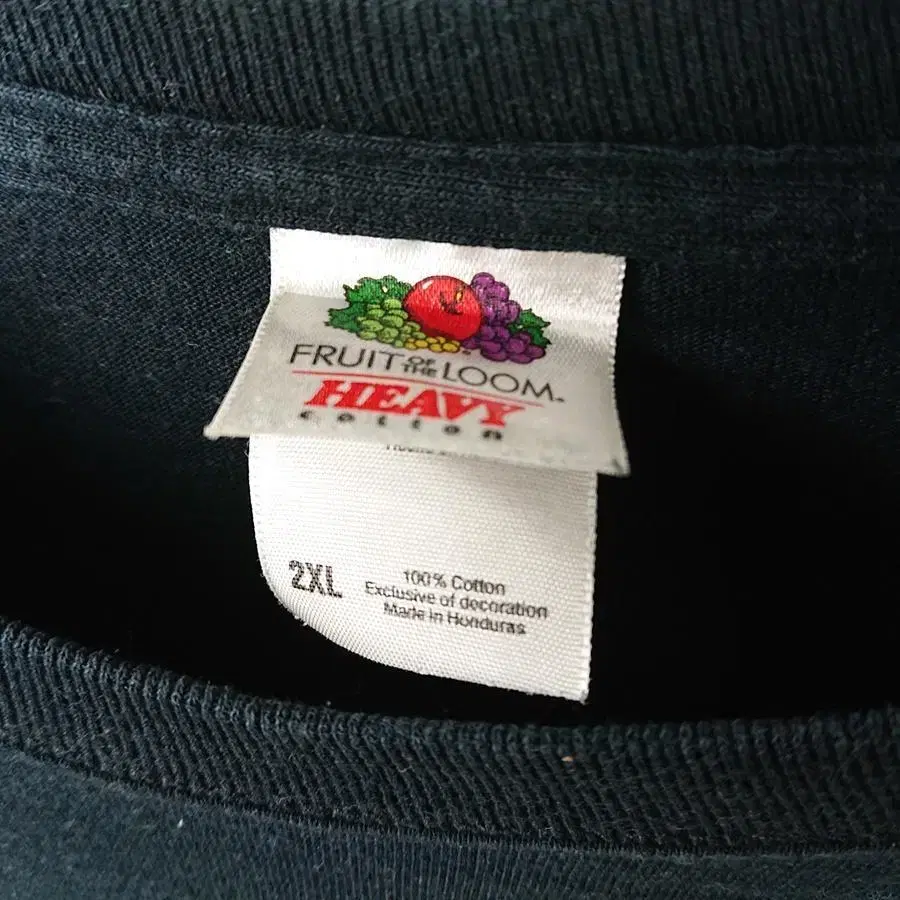 FRUIT OF THE LOOM.
HEAVY
cotton
2XL
100% Cotton
Exclusive of decoration
Made in Honduras